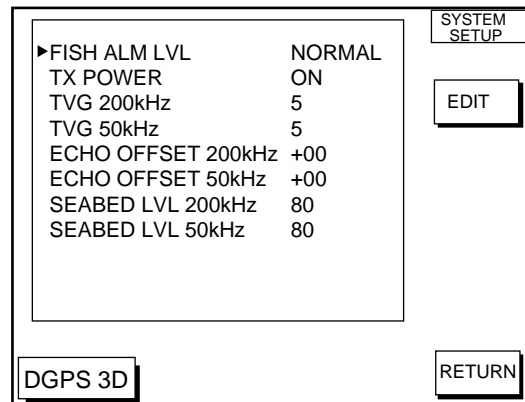 SYSTEM
SETUP
▶FISH ALM LVL NORMAL
TX POWER ON
TVG 200kHz 5
TVG 50kHz 5
ECHO OFFSET 200kHz +00
ECHO OFFSET 50kHz +00
SEABED LVL 200kHz 80
SEABED LVL 50kHz 80
EDIT
DGPS 3D
RETURN